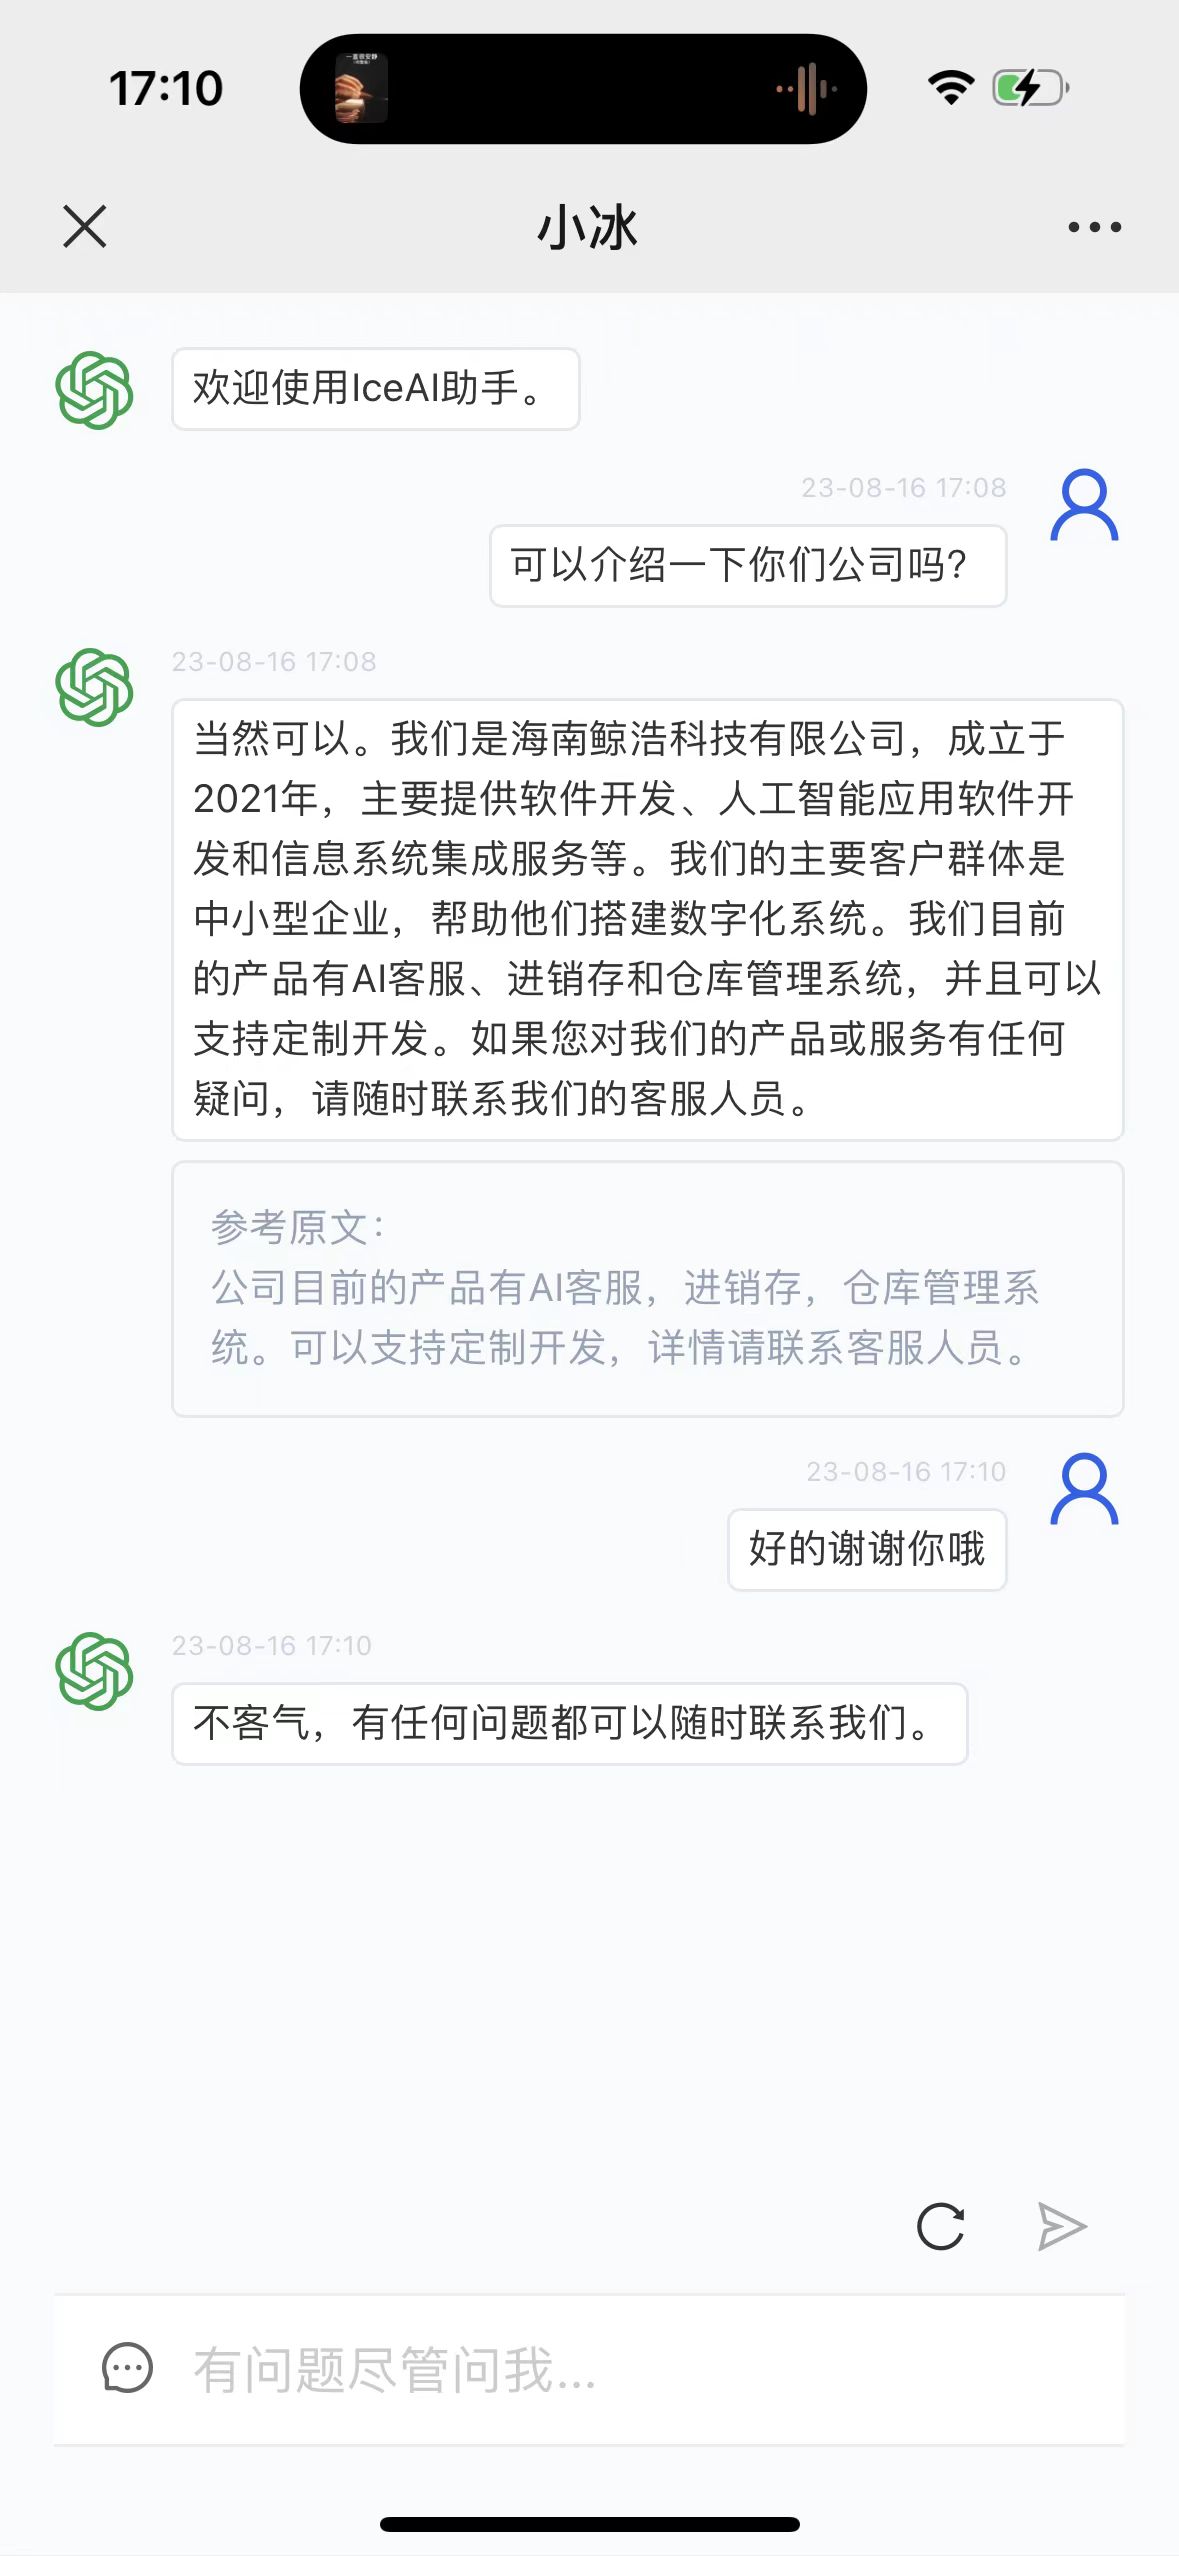 17:10
一直很安静
小冰
欢迎使用IceAI助手。
23-08-16 17:08
可以介绍一下你们公司吗?
23-08-16 17:08
当然可以。我们是海南鲸浩科技有限公司，成立于
2021年，主要提供软件开发、人工智能应用软件开
发和信息系统集成服务等。我们的主要客户群体是
中小型企业，帮助他们搭建数字化系统。我们目前
的产品有AI客服、进销存和仓库管理系统，并且可以
支持定制开发。如果您对我们的产品或服务有任何
疑问，请随时联系我们的客服人员。
参考原文：
公司目前的产品有AI客服，进销存，仓库管理系
统。可以支持定制开发，详情请联系客服人员。
23-08-16 17:10
好的谢谢你哦
23-08-16 17:10
不客气，有任何问题都可以随时联系我们。
有问题尽管问我...